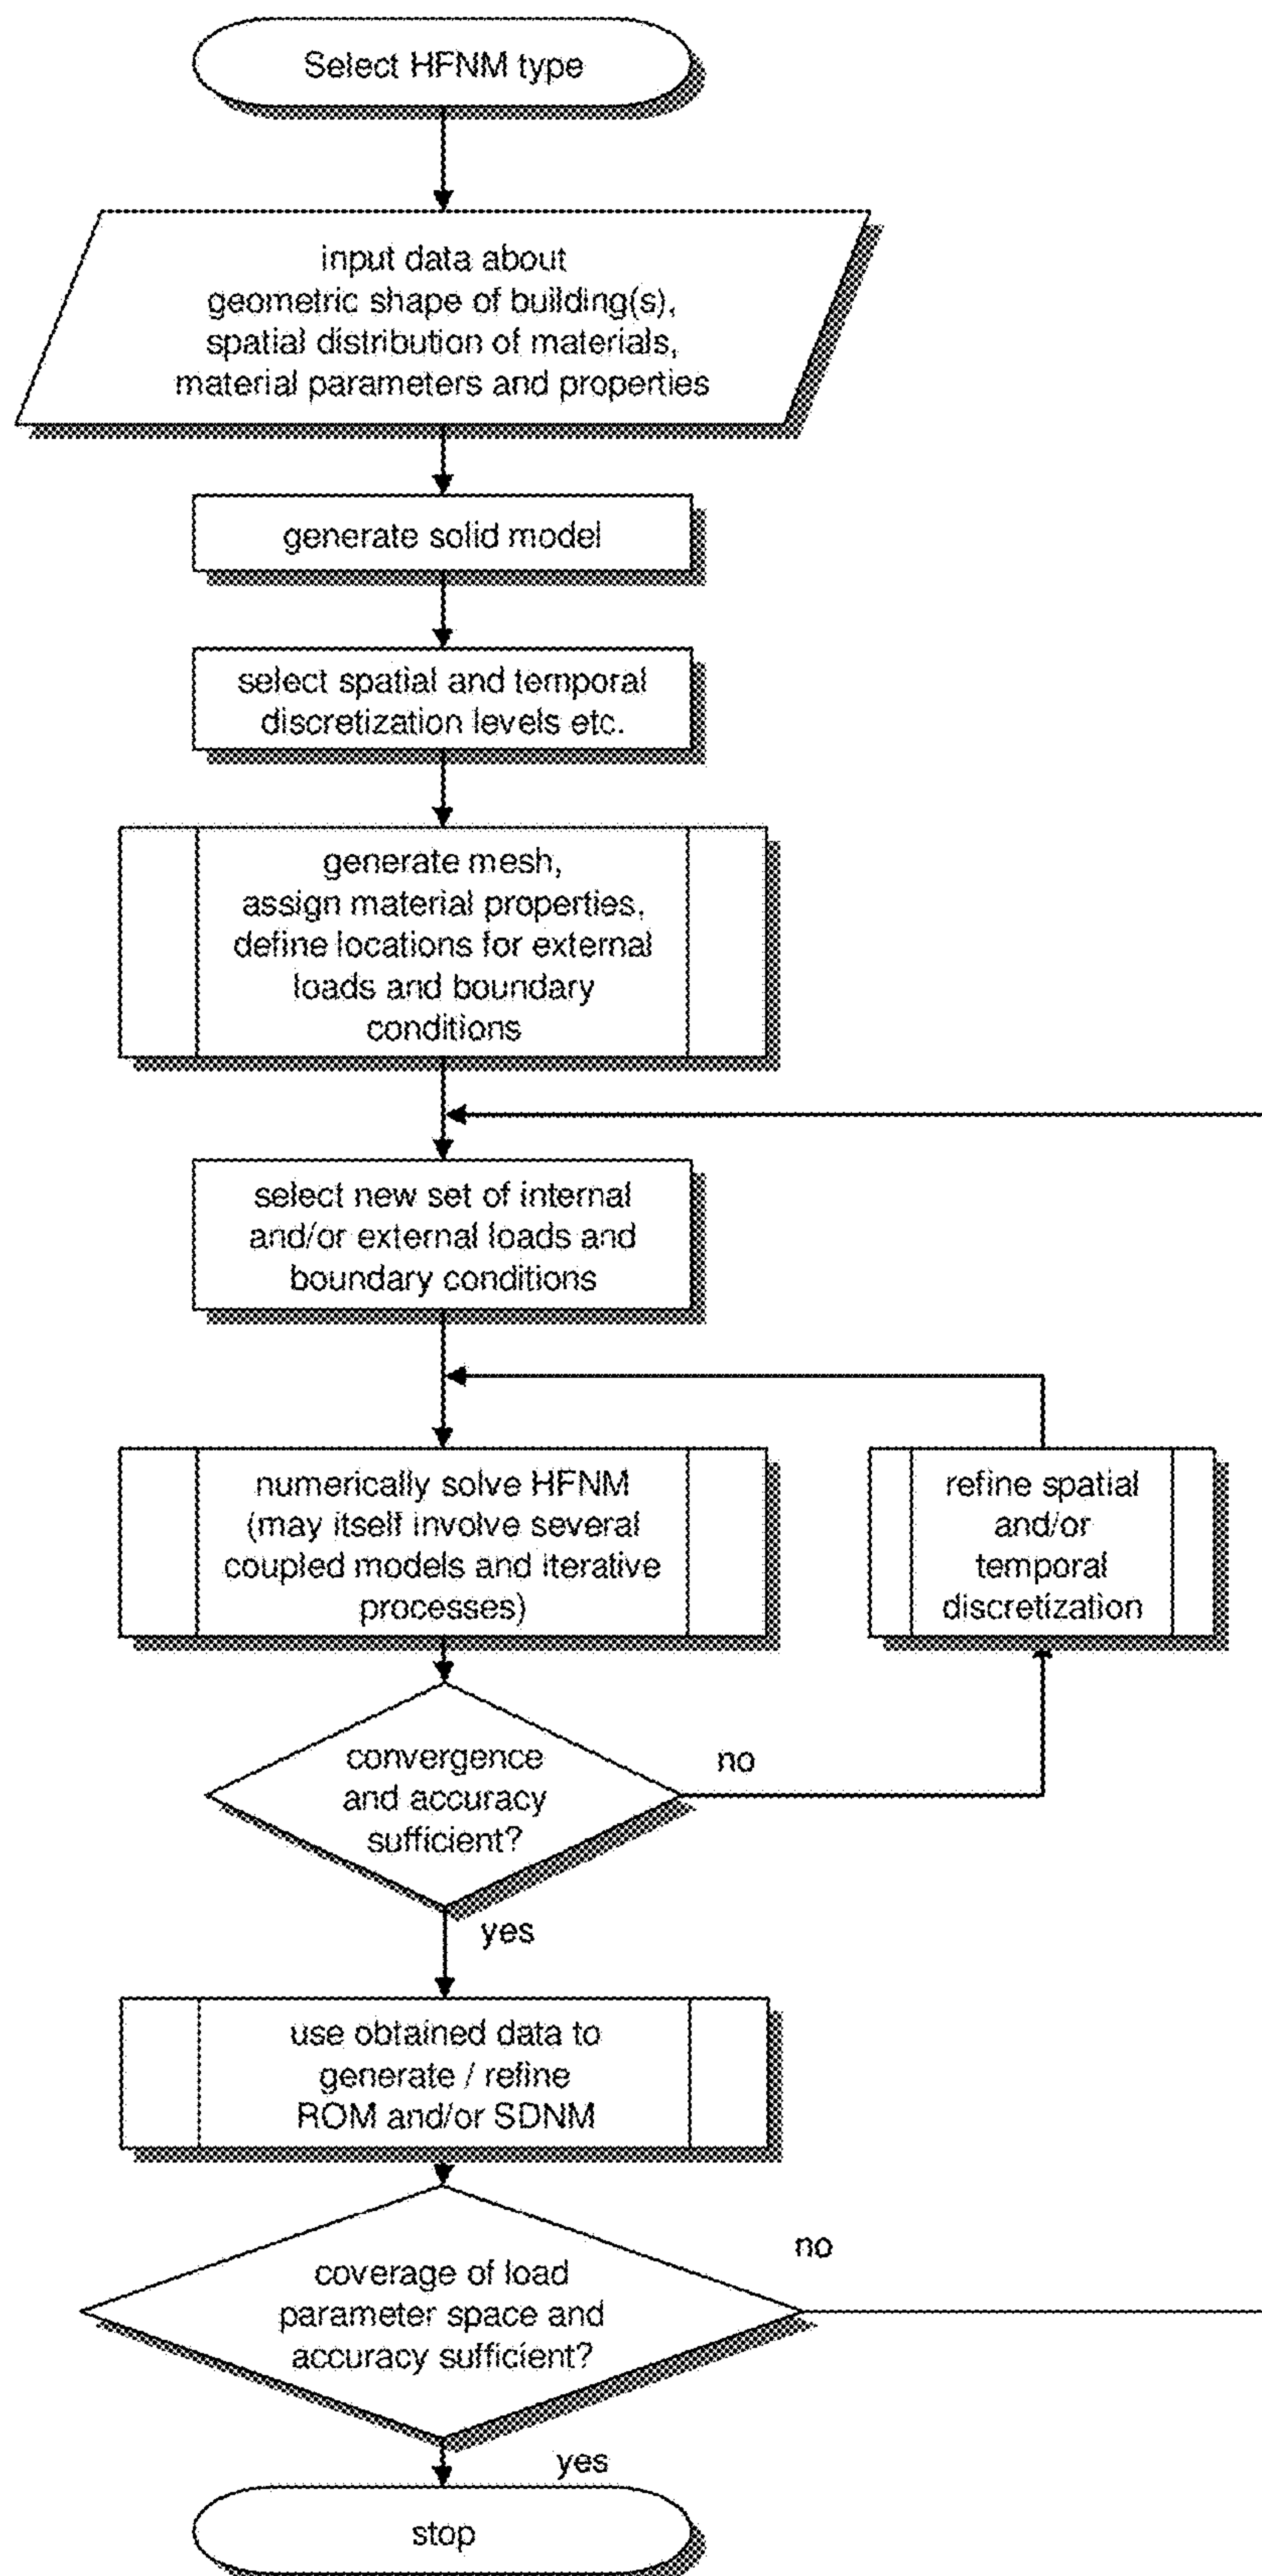 Select HFNM type
input data about
geometric shape of building(s),
spatial distribution of materials,
material parameters and properties
generate solid model
select spatial and temporal
discretization levels etc.
generate mesh,
assign material properties,
define locations for external
loads and boundary
conditions
select new set of internal
and/or external loads and
boundary conditions
numerically solve HFNM
(may itself involve several
coupled models and iterative
processes)
refine spatial
and/or
temporal
discretization
convergence
and accuracy
sufficient?
no
yes
use obtained data to
generate / refine
ROM and/or SDNM
no
coverage of load
parameter space and
accuracy sufficient?
yes
stop